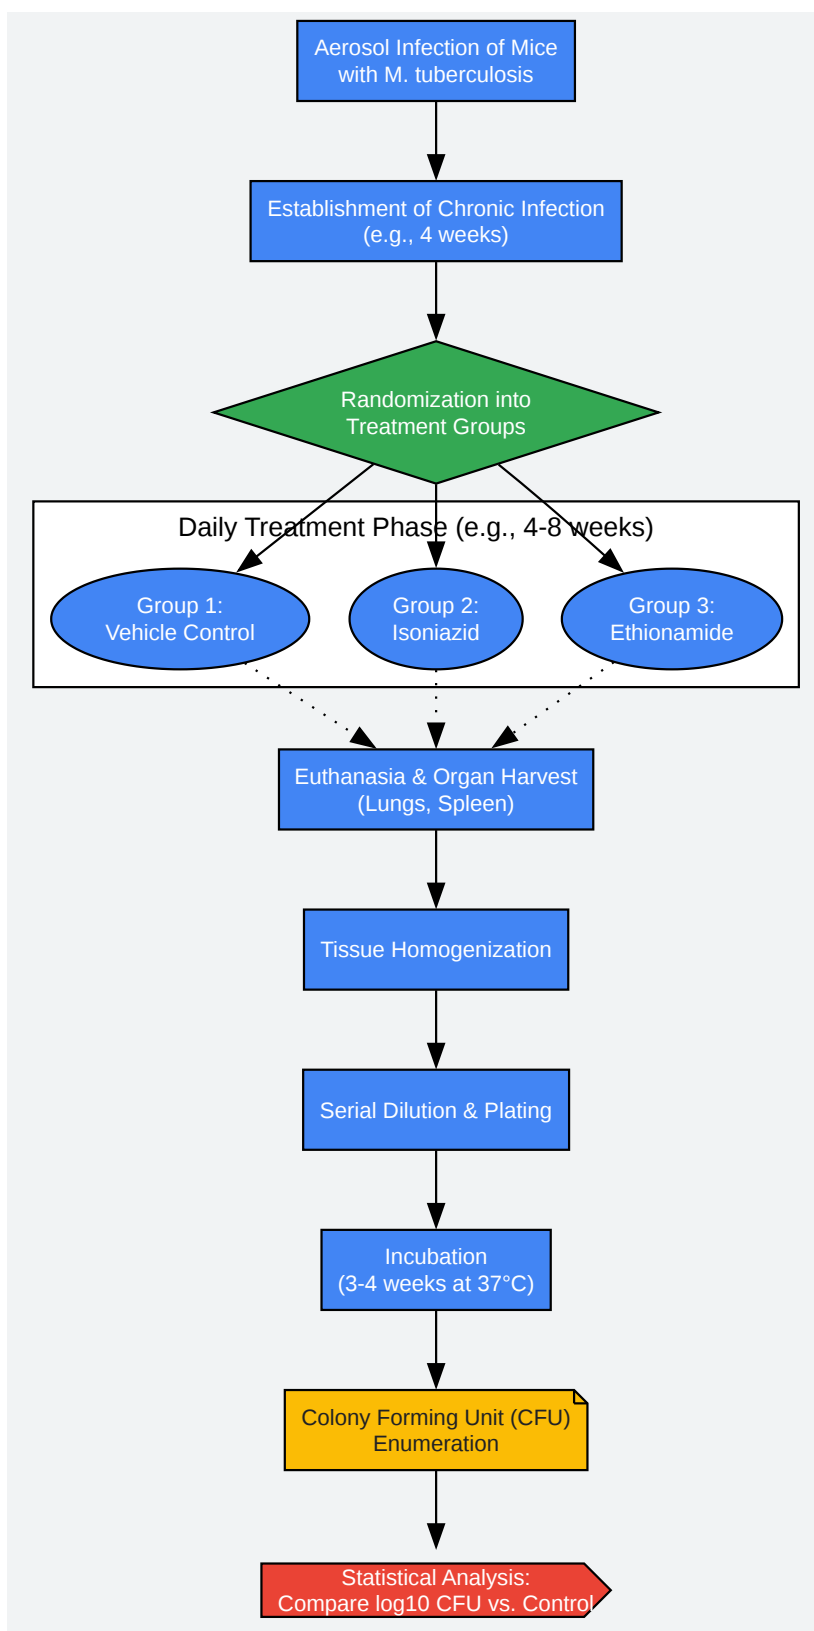 Aerosol Infection of Mice
with M. tuberculosis
Establishment of Chronic Infection
(e.g., 4 weeks)
Randomization into
Treatment Groups
Daily Treatment Phase (e.g., 4-8 weeks)
Group 1:
Vehicle Control
Group 2:
Isoniazid
Group 3:
Ethionamide
Euthanasia & Organ Harvest
(Lungs, Spleen)
Tissue Homogenization
Serial Dilution & Plating
Incubation
(3-4 weeks at 37°C)
Colony Forming Unit (CFU)
Enumeration
Statistical Analysis:
Compare log10 CFU vs. Control